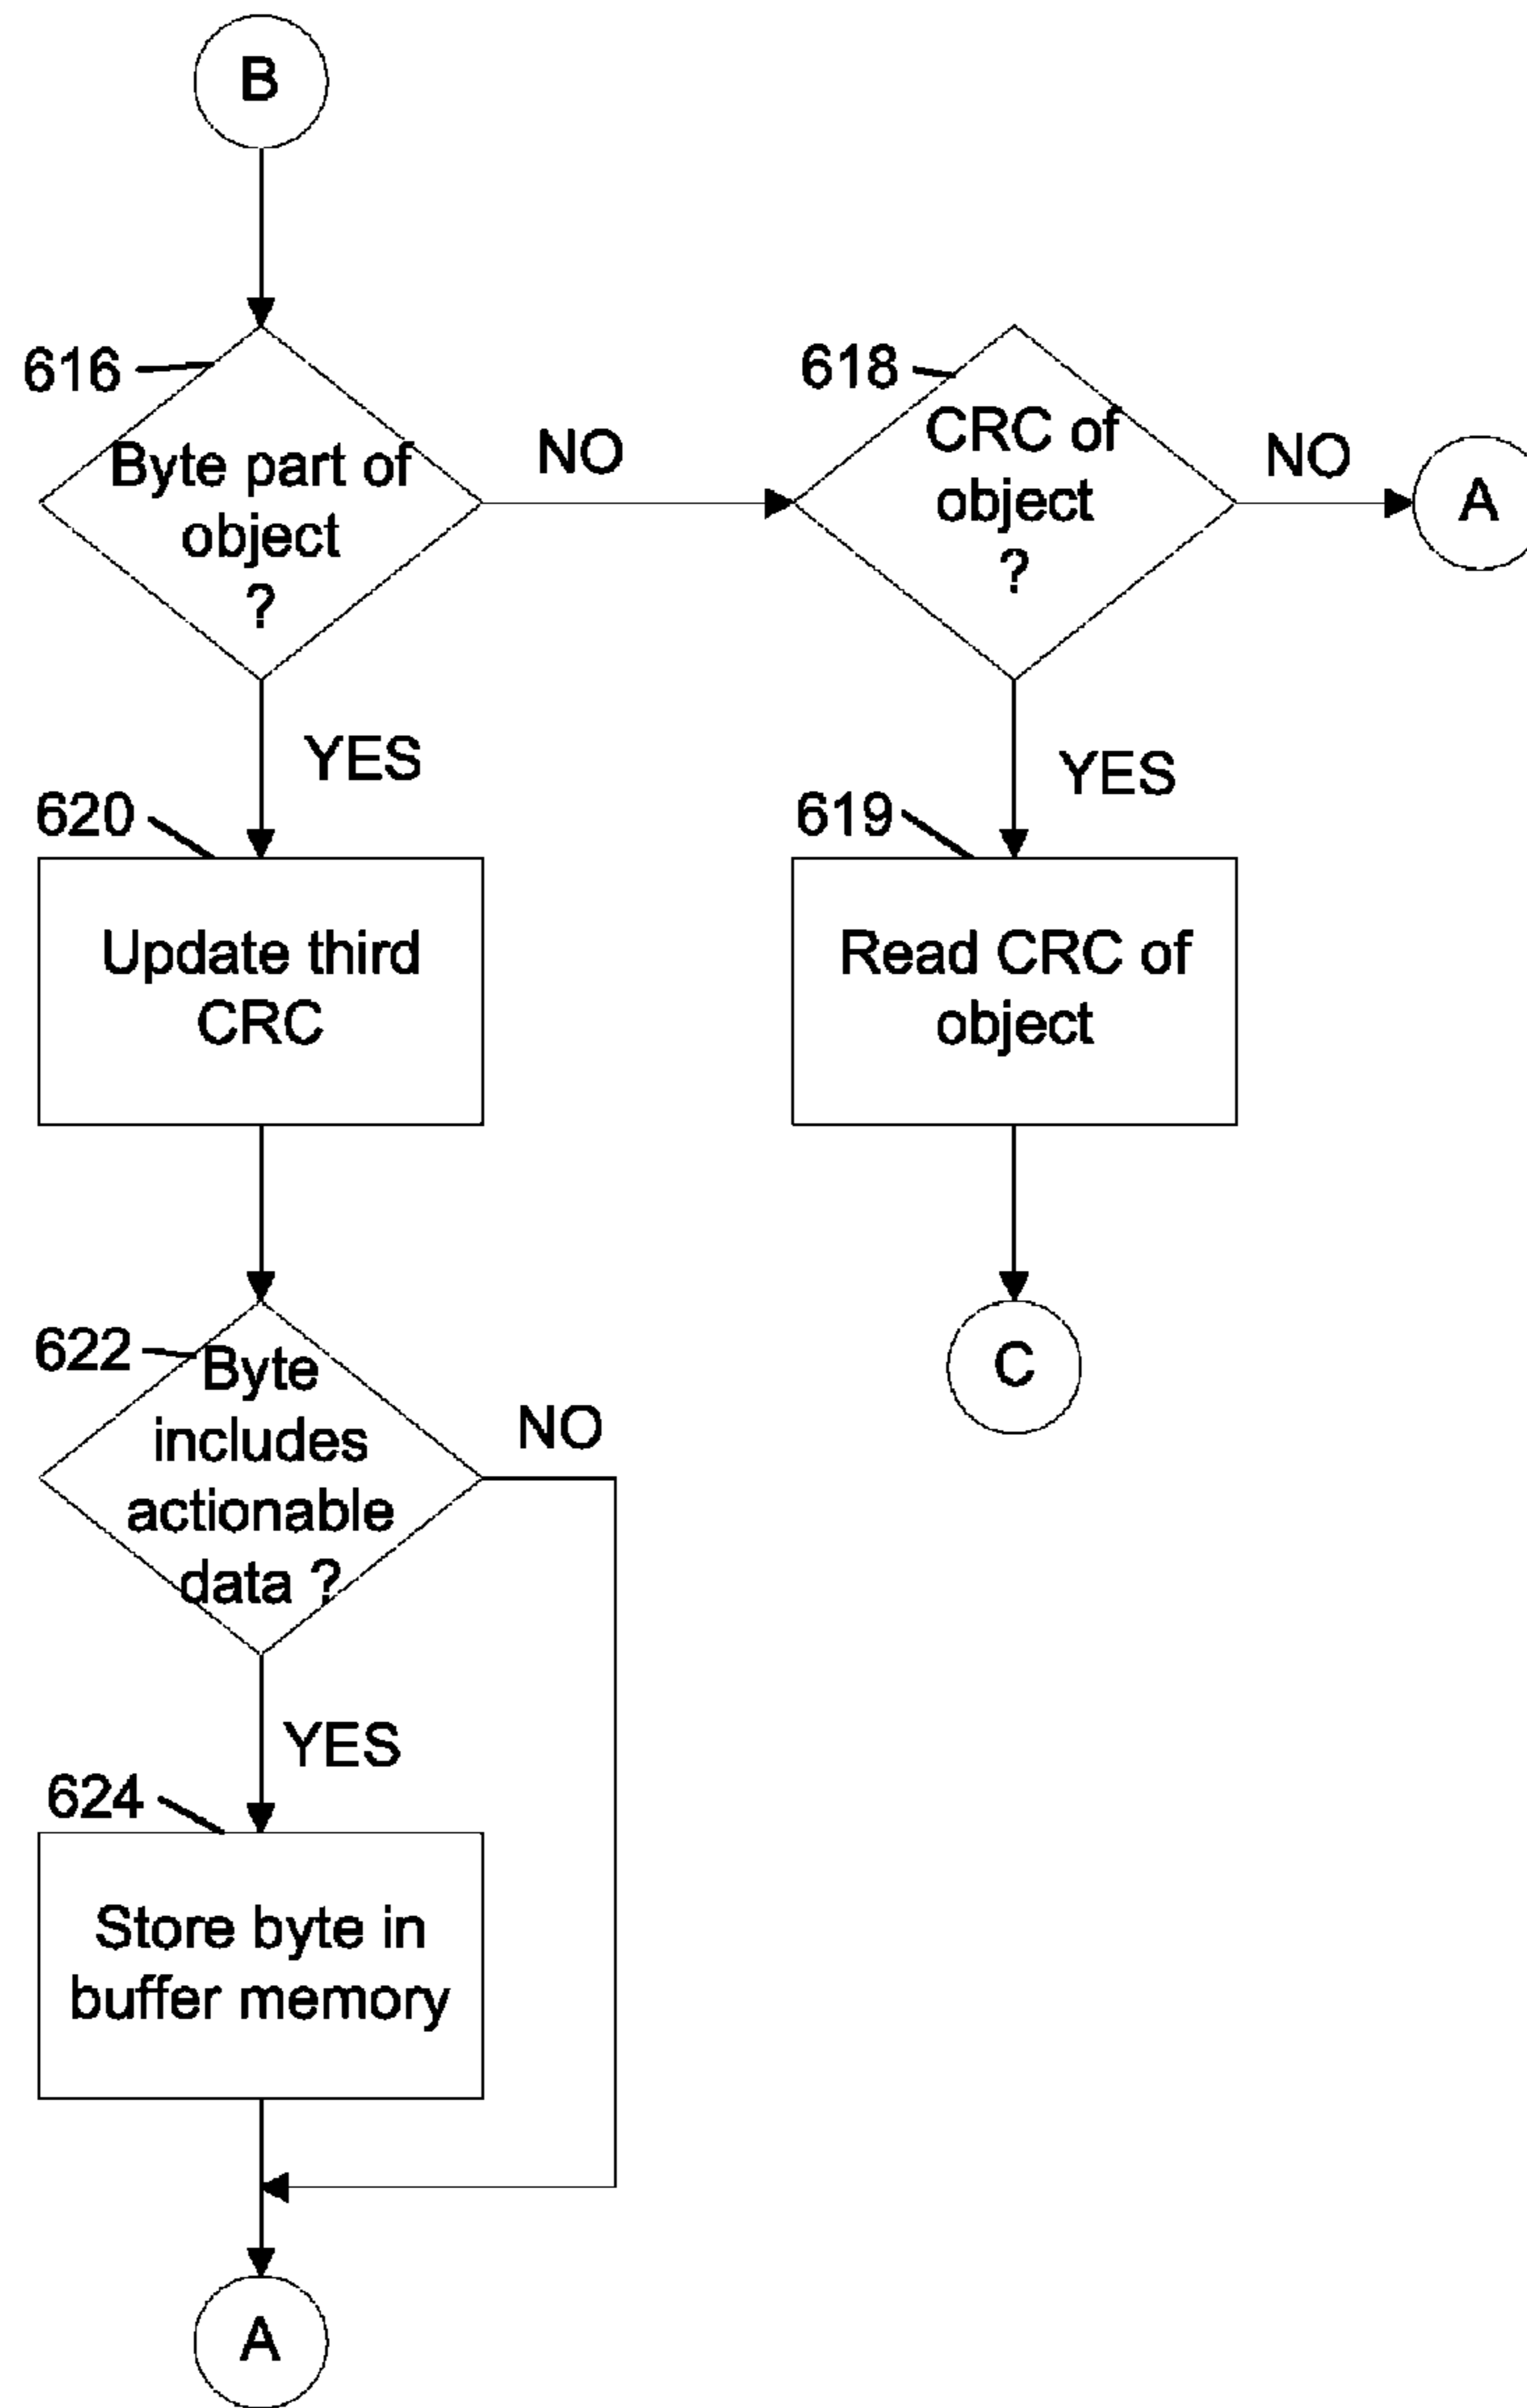 B
616
Byte part of
object
?
NO
618
CRC of
object
?
NO
A
YES
620
Update third
CRC
YES
619
Read CRC of
object
C
622
Byte
includes
actionable
data ?
NO
YES
624
Store byte in
buffer memory
A